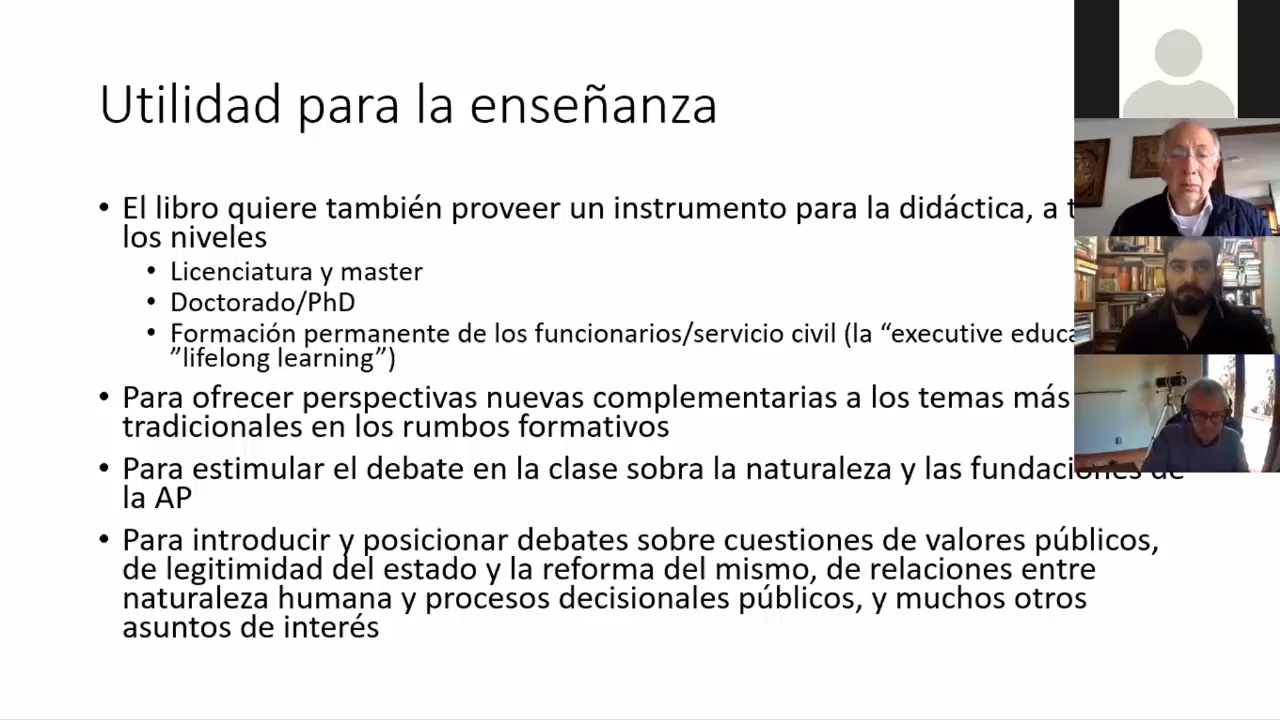 Utilidad para la enseñanza
• El libro quiere también proveer un instrumento para la didáctica, a
los niveles
• Licenciatura y master
• Doctorado/PhD
• Formación permanente de los funcionarios/servicio civil (la “executive
”lifelong learning”)
• Para ofrecer perspectivas nuevas complementarias a los temas más
tradicionales en los rumbos formativos
• Para estimular el debate en la clase sobra la naturaleza y las fundaciones de
la AP
• Para introducir y posicionar debates sobre cuestiones de valores públicos,
de legitimidad del estado y la reforma del mismo, de relaciones entre
naturaleza humana y procesos decisionales públicos, y muchos otros
asuntos de interés